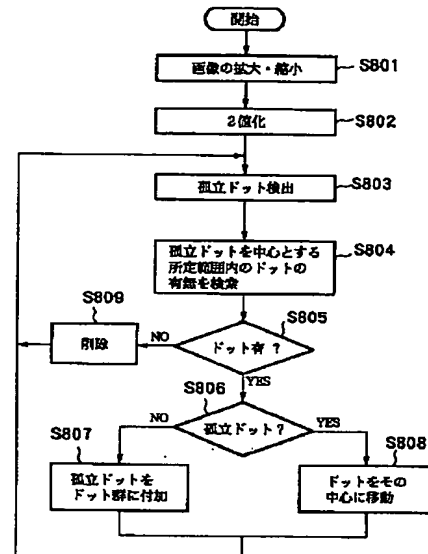 開始
画像の拡大・縮小
S801
2値化
S802
孤立ドット検出
S803
孤立ドットを中心とする
所定範囲内のドットの
有無を検索
S804
ドット有?
S805
NO
削除
S809
YES
孤立ドット?
S806
NO
YES
孤立ドットを
ドット群に付加
S807
ドットをその
中心に移動
S808